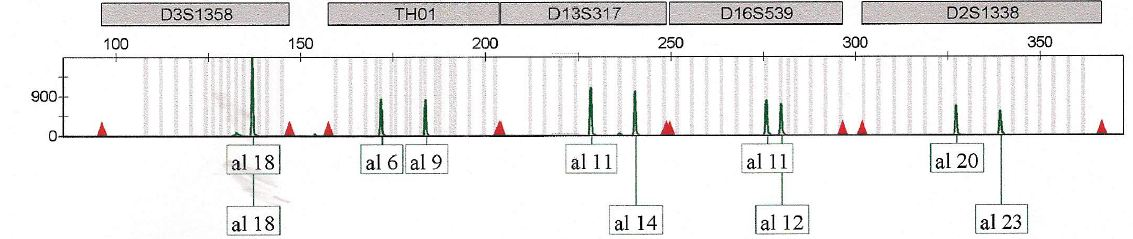 D3S1358 TH01 D13S317 D16S539 D2S1338
100 150 200 250 300 350
900
0
al 18 al 6 al 9 al 11 al 11 al 20
al 18 al 14 al 12 al 23